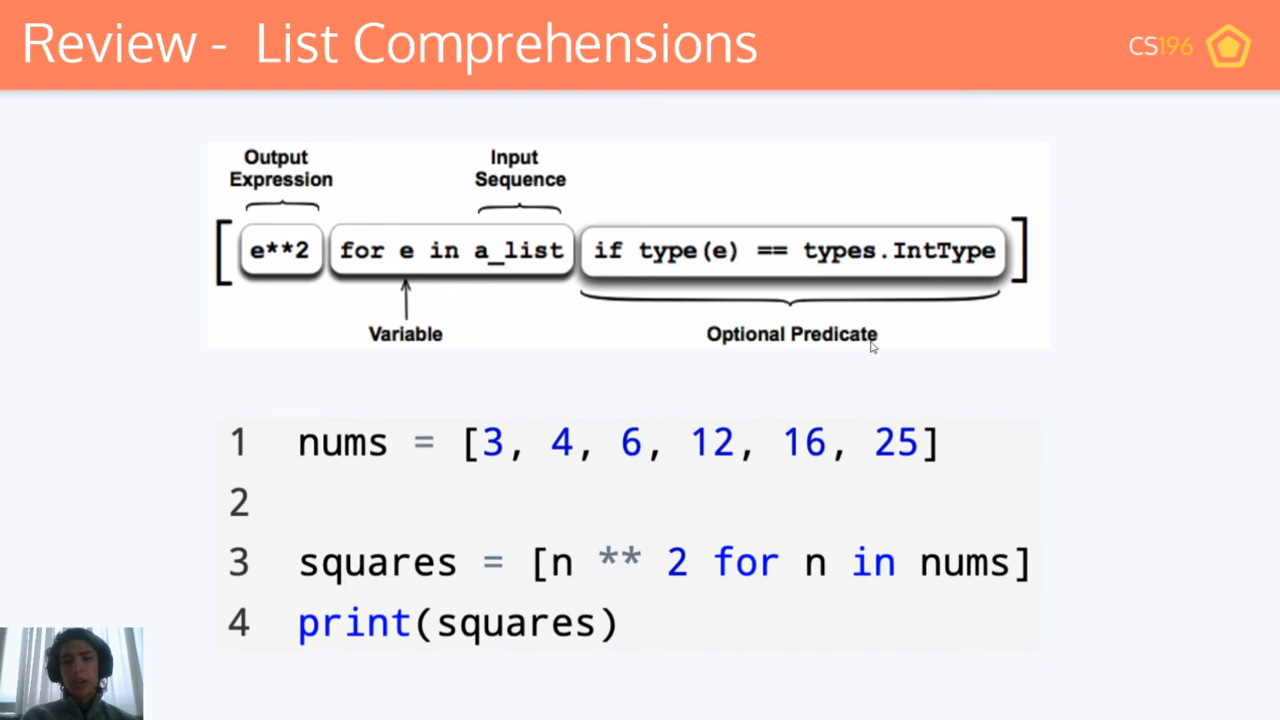 Review -  List Comprehensions
CS196
Output
Expression
Input
Sequence
[ e**2 for e in a_list if type(e) == types.IntType ]
Variable
Optional Predicate
1 nums = [3, 4, 6, 12, 16, 25]
2
3 squares = [n ** 2 for n in nums]
4 print(squares)